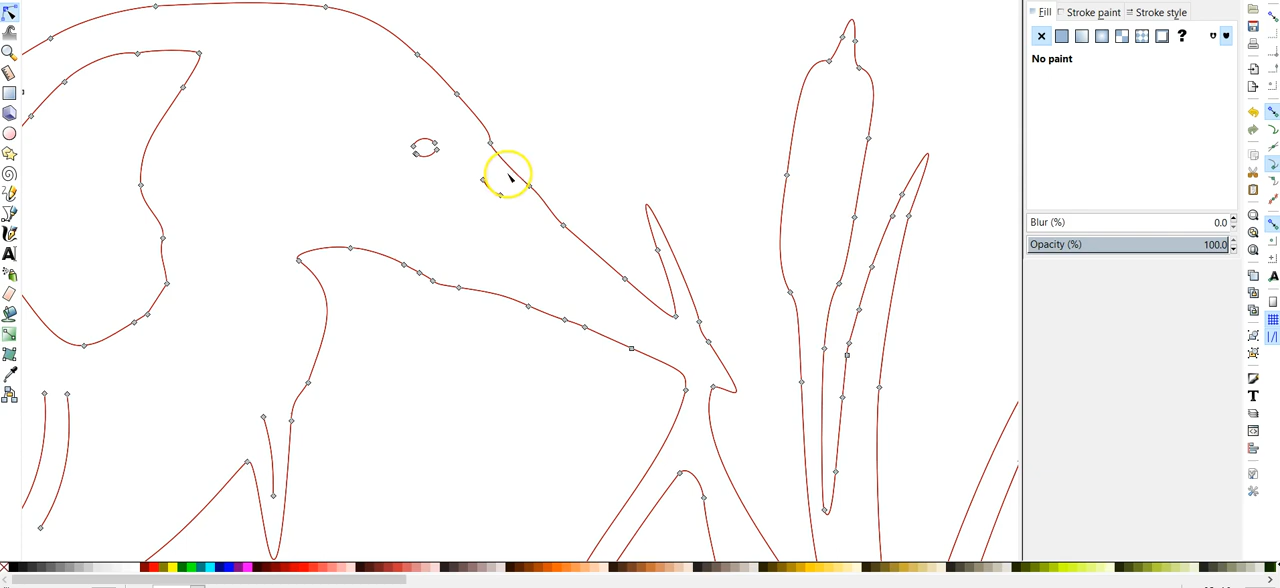 Fill Stroke paint Stroke style
?
No paint
Blur (%) 0.0
Opacity (%) 100.0